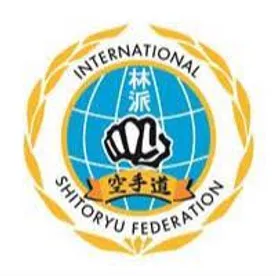 INTERNATIONAL
林派
空手道
SHITORYU FEDERATION